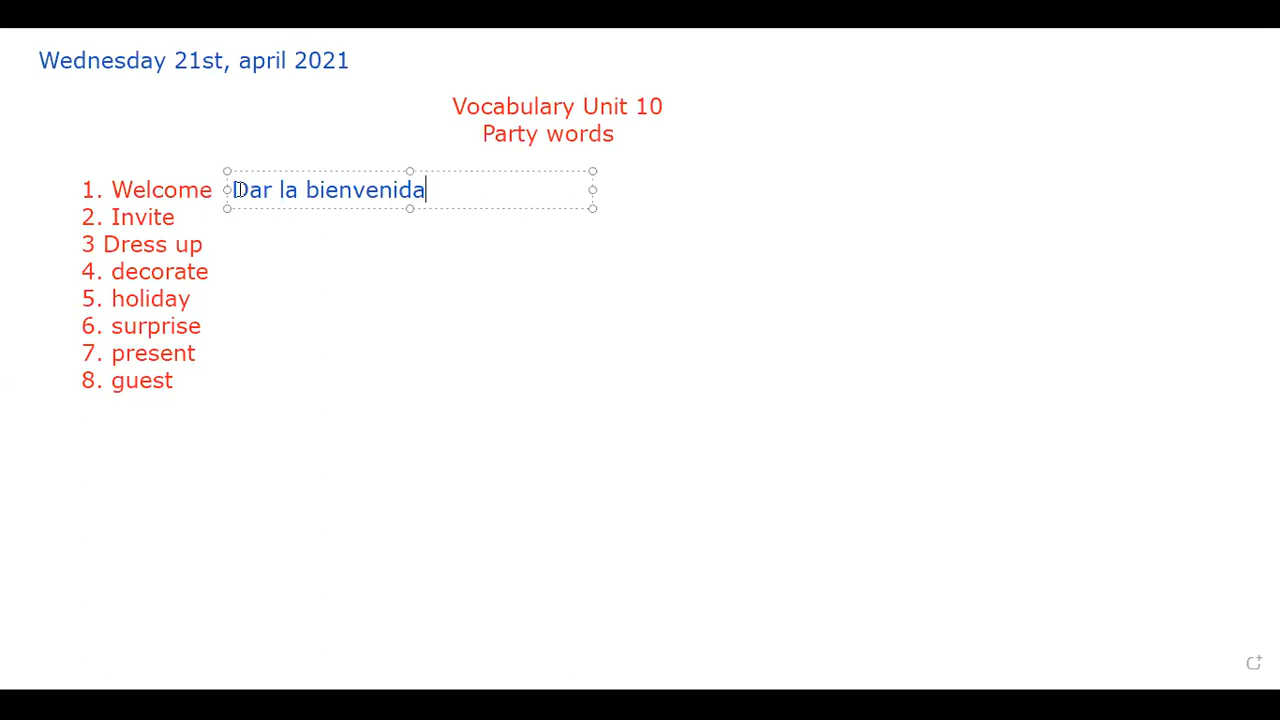 Wednesday 21st, april 2021
Vocabulary Unit 10
Party words
1. Welcome Dar la bienvenida
2. Invite
3 Dress up
4. decorate
5. holiday
6. surprise
7. present
8. guest